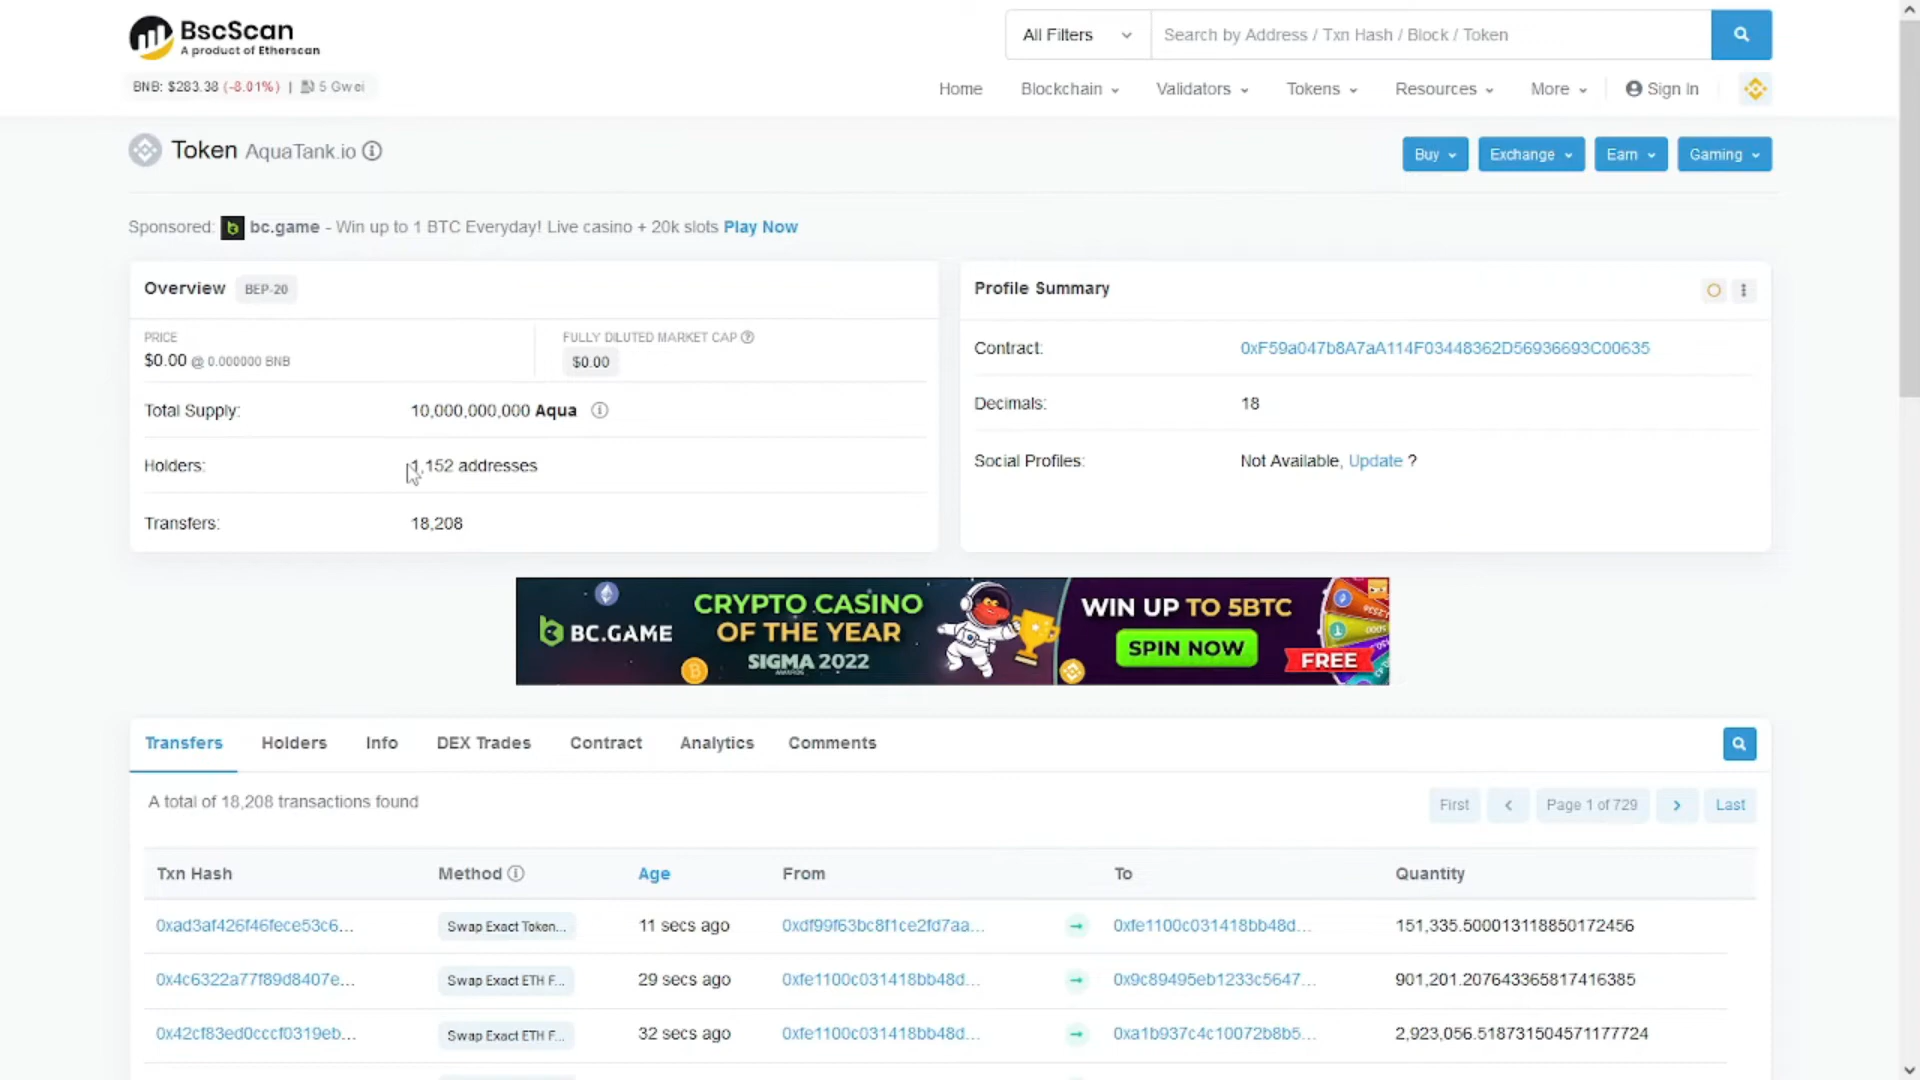 BscScan
A product of Etherscan
All Filters
Search by Address / Txn Hash / Block / Token
BNB: $283.38 (-8.01%) | 5 Gwei
Home Blockchain Validators Tokens Resources More Sign In
Token AquaTank.io
Buy Exchange Earn Gaming
Sponsored: bc.game - Win up to 1 BTC Everyday! Live casino + 20k slots Play Now
Overview BEP-20
PRICE
$0.00 @ 0.000000 BNB
FULLY DILUTED MARKET CAP
$0.00
Total Supply: 10,000,000,000 Aqua
Holders: 1,152 addresses
Transfers: 18,208
Profile Summary
Contract: 0xF59a047b8A7aA114F03448362D56936693C00635
Decimals: 18
Social Profiles: Not Available, Update ?
BC.GAME
CRYPTO CASINO
OF THE YEAR
SIGMA 2022
WIN UP TO 5BTC
SPIN NOW
FREE
Transfers Holders Info DEX Trades Contract Analytics Comments
A total of 18,208 transactions found
First Page 1 of 729 Last
Txn Hash Method Age From To Quantity
0xad3af426f46fece53c6... Swap Exact Token... 11 secs ago 0xdf99f63bc8f1ce2fd7aa... 0xfe1100c031418bb48d... 151,335.500013118850172456
0x4c6322a77f89d8407e... Swap Exact ETH F... 29 secs ago 0xfe1100c031418bb48d... 0x9c89495eb1233c5647... 901,201.207643365817416385
0x42cf83ed0cccf0319eb... Swap Exact ETH F... 32 secs ago 0xfe1100c031418bb48d... 0xa1b937c4c10072b8b5... 2,923,056.518731504571177724